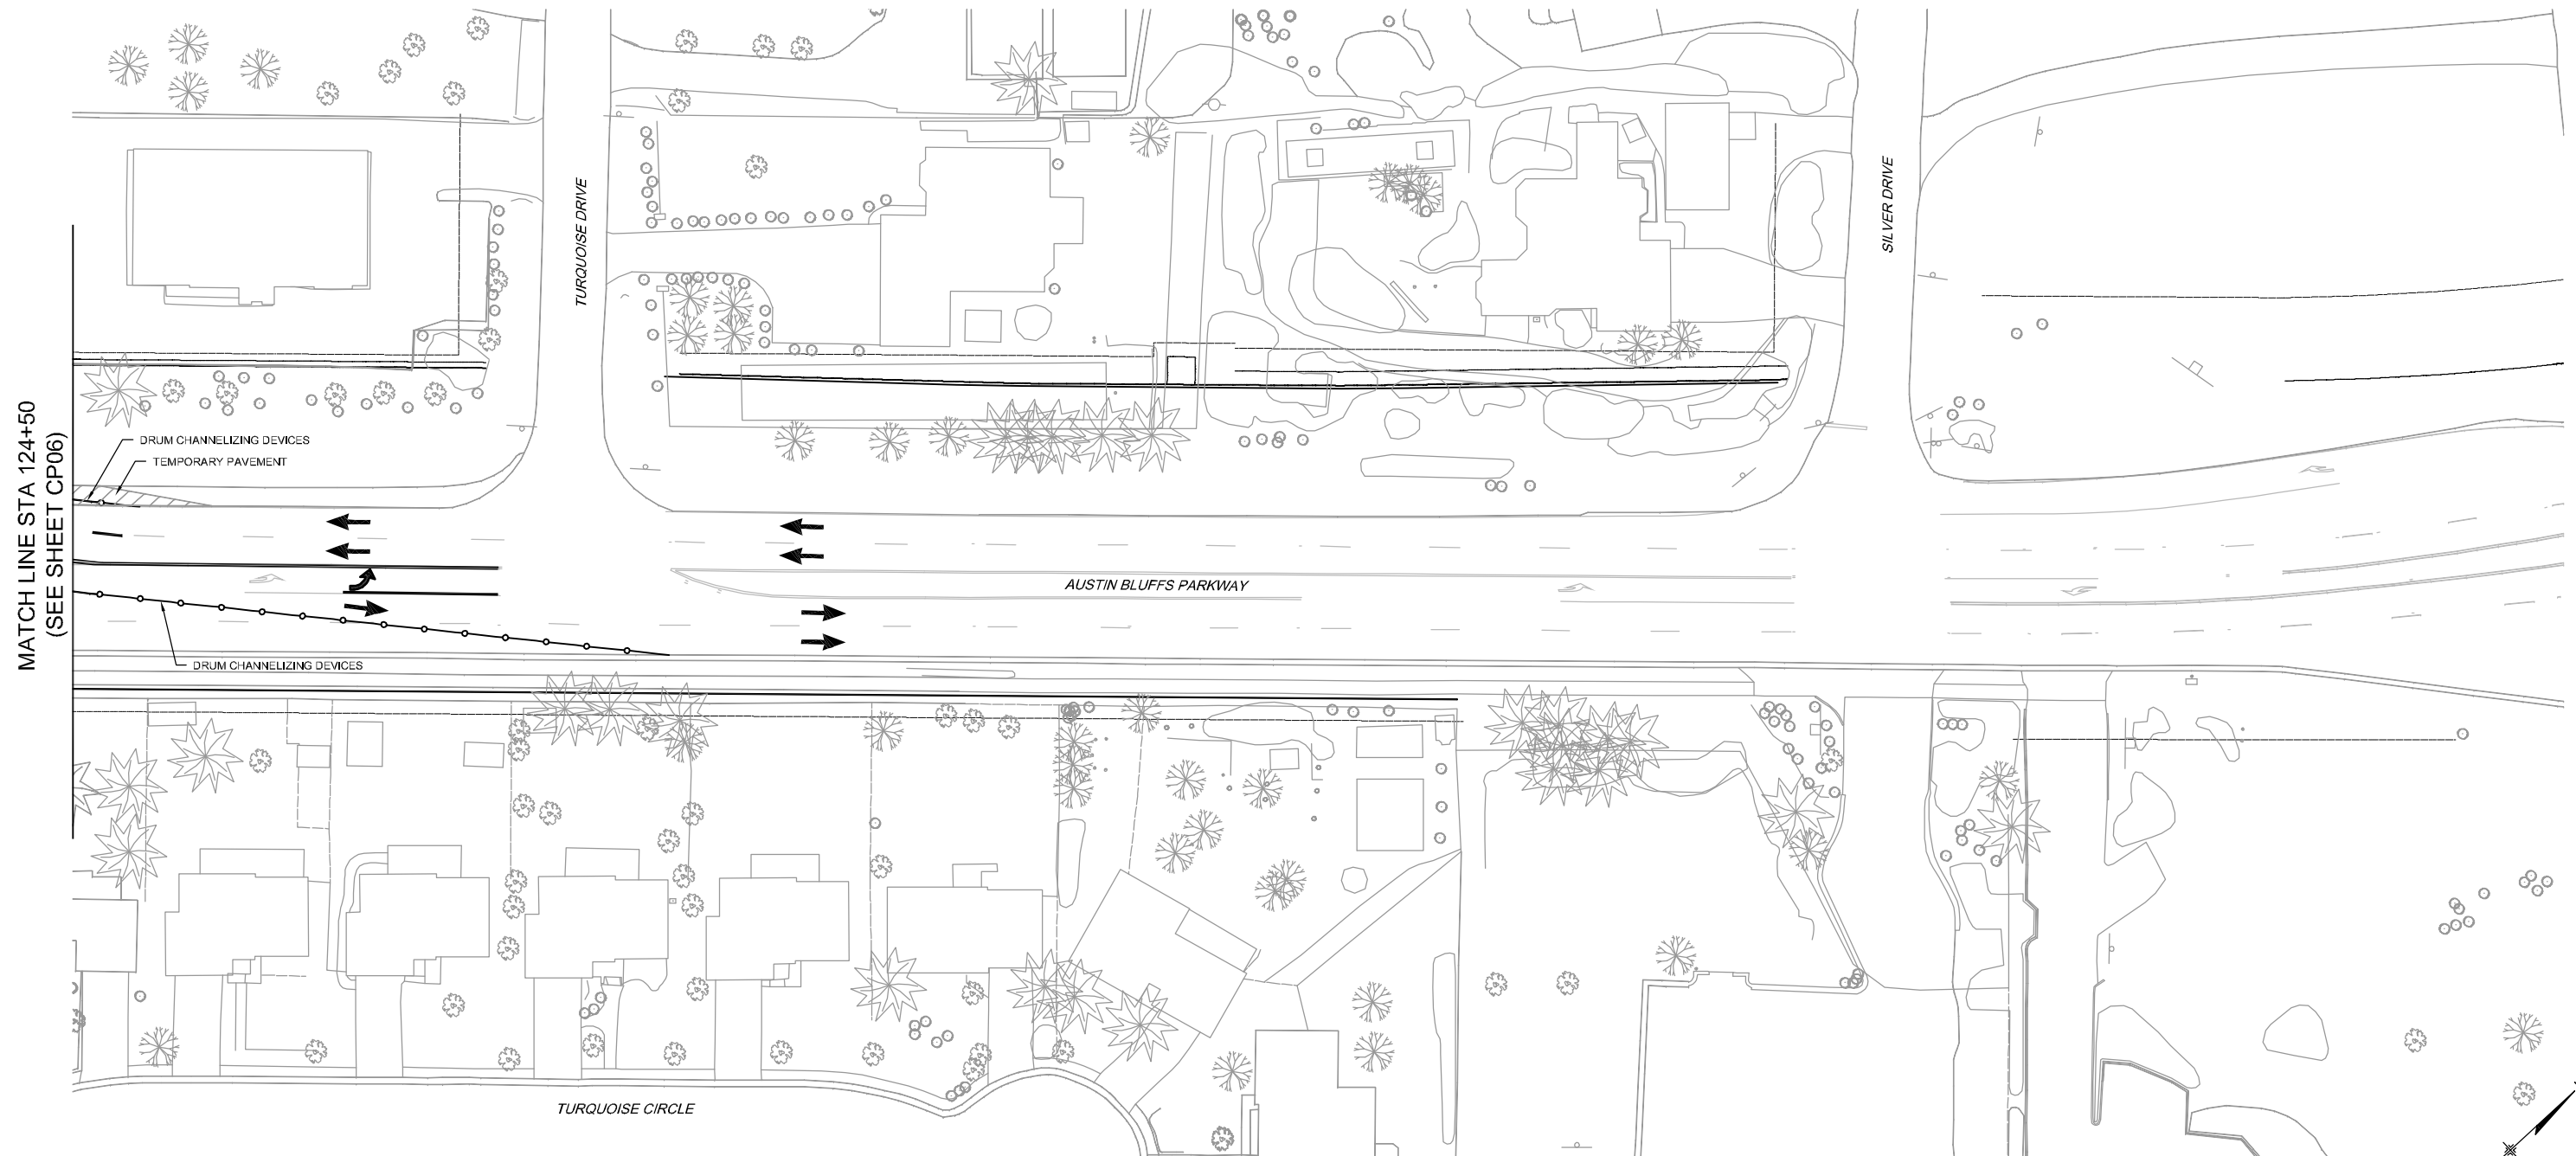 MATCH LINE STA 124+50
(SEE SHEET CP06)
DRUM CHANNELIZING DEVICES
TEMPORARY PAVEMENT
TURQUOISE DRIVE
SILVER DRIVE
AUSTIN BLUFFS PARKWAY
DRUM CHANNELIZING DEVICES
TURQUOISE CIRCLE